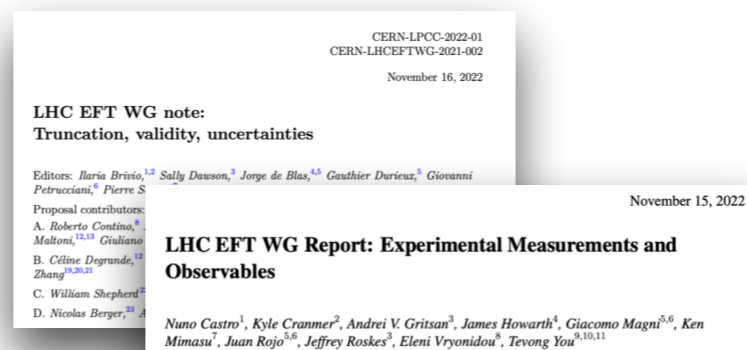 CERN-LPCC-2022-01
CERN-LHCEFTWG-2021-002
November 16, 2022
LHC EFT WG note:
Truncation, validity, uncertainties
Editors: Ilaria Brivio,1,2 Sally Dawson,3 Jorge de Blas,4,5 Gauthier Durieux,5 Giovanni
Petrucciani,6 Pierre
Proposal contributors:
A. Roberto Contino,8
Maltoni,12,13 Giuliano
B. Céline Degrande,12
Zhang19,20,21
C. William Shepherd
D. Nicolas Berger,23
November 15, 2022
LHC EFT WG Report: Experimental Measurements and
Observables
Nuno Castro1, Kyle Cranmer2, Andrei V. Gritsan3, James Howarth4, Giacomo Magni5,6, Ken
Mimasu7, Juan Rojo5,6, Jeffrey Roskes3, Eleni Vryonidou8, Tevong You9,10,11